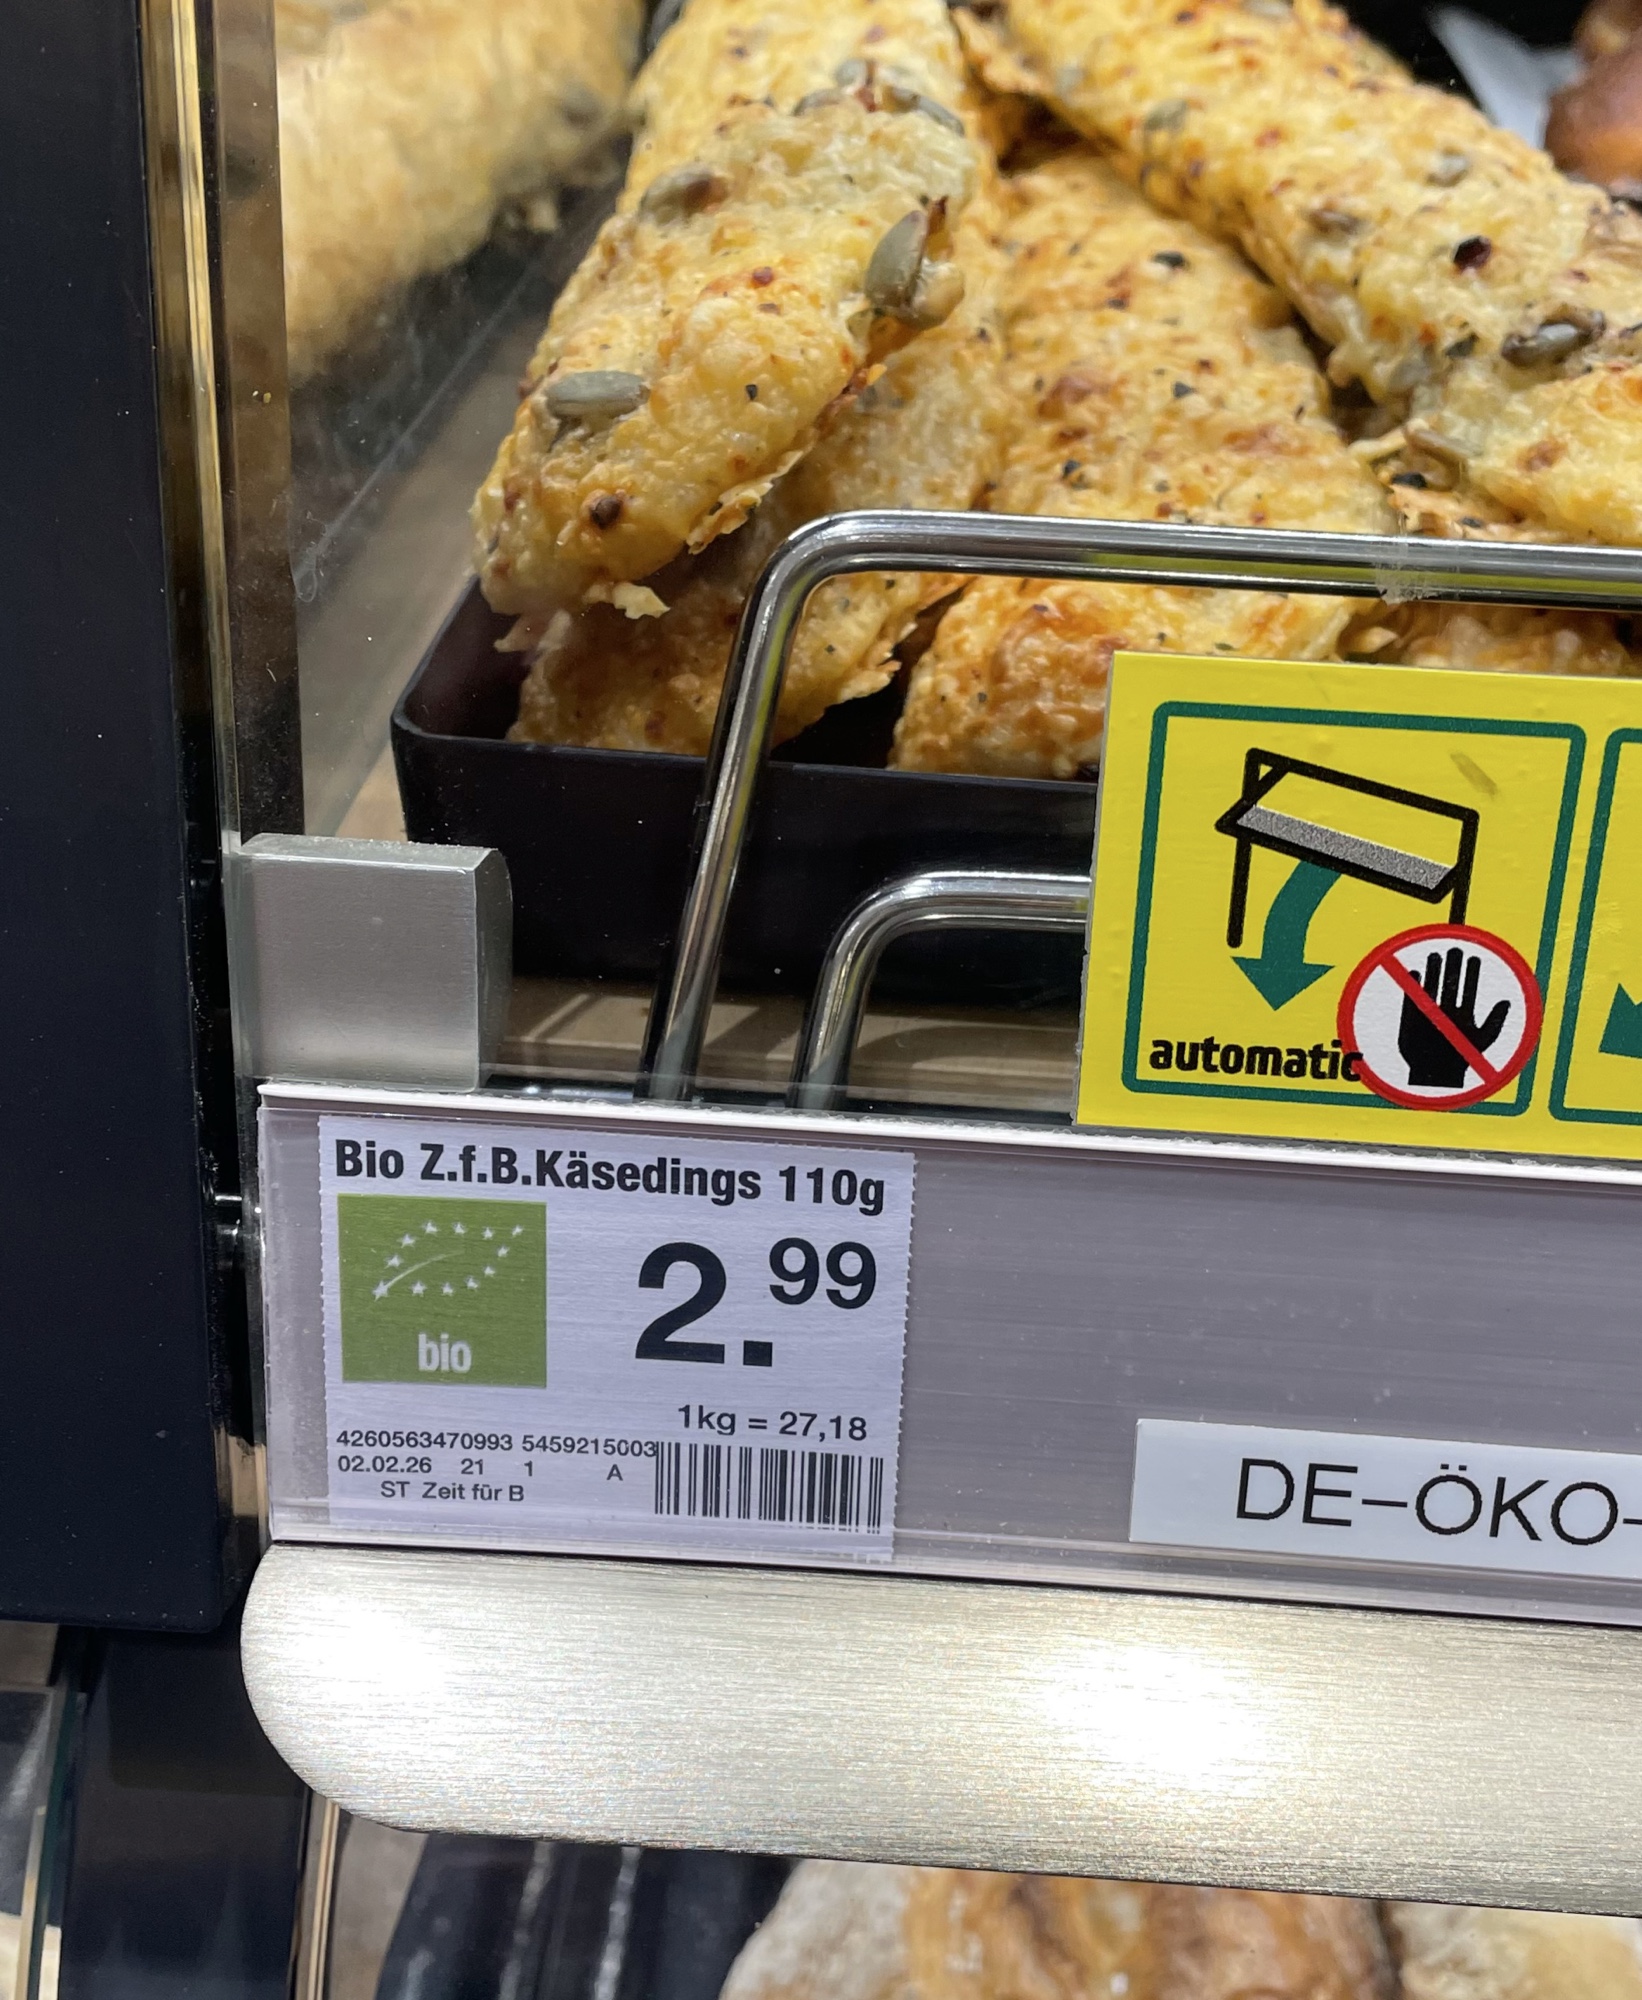 automatic
Bio Z.f.B.Käsedings 110g
bio
2.99
1kg = 27,18
4260563470993 5459215003
02.02.26 21 1 A
ST Zeit für B
DE-ÖKO-